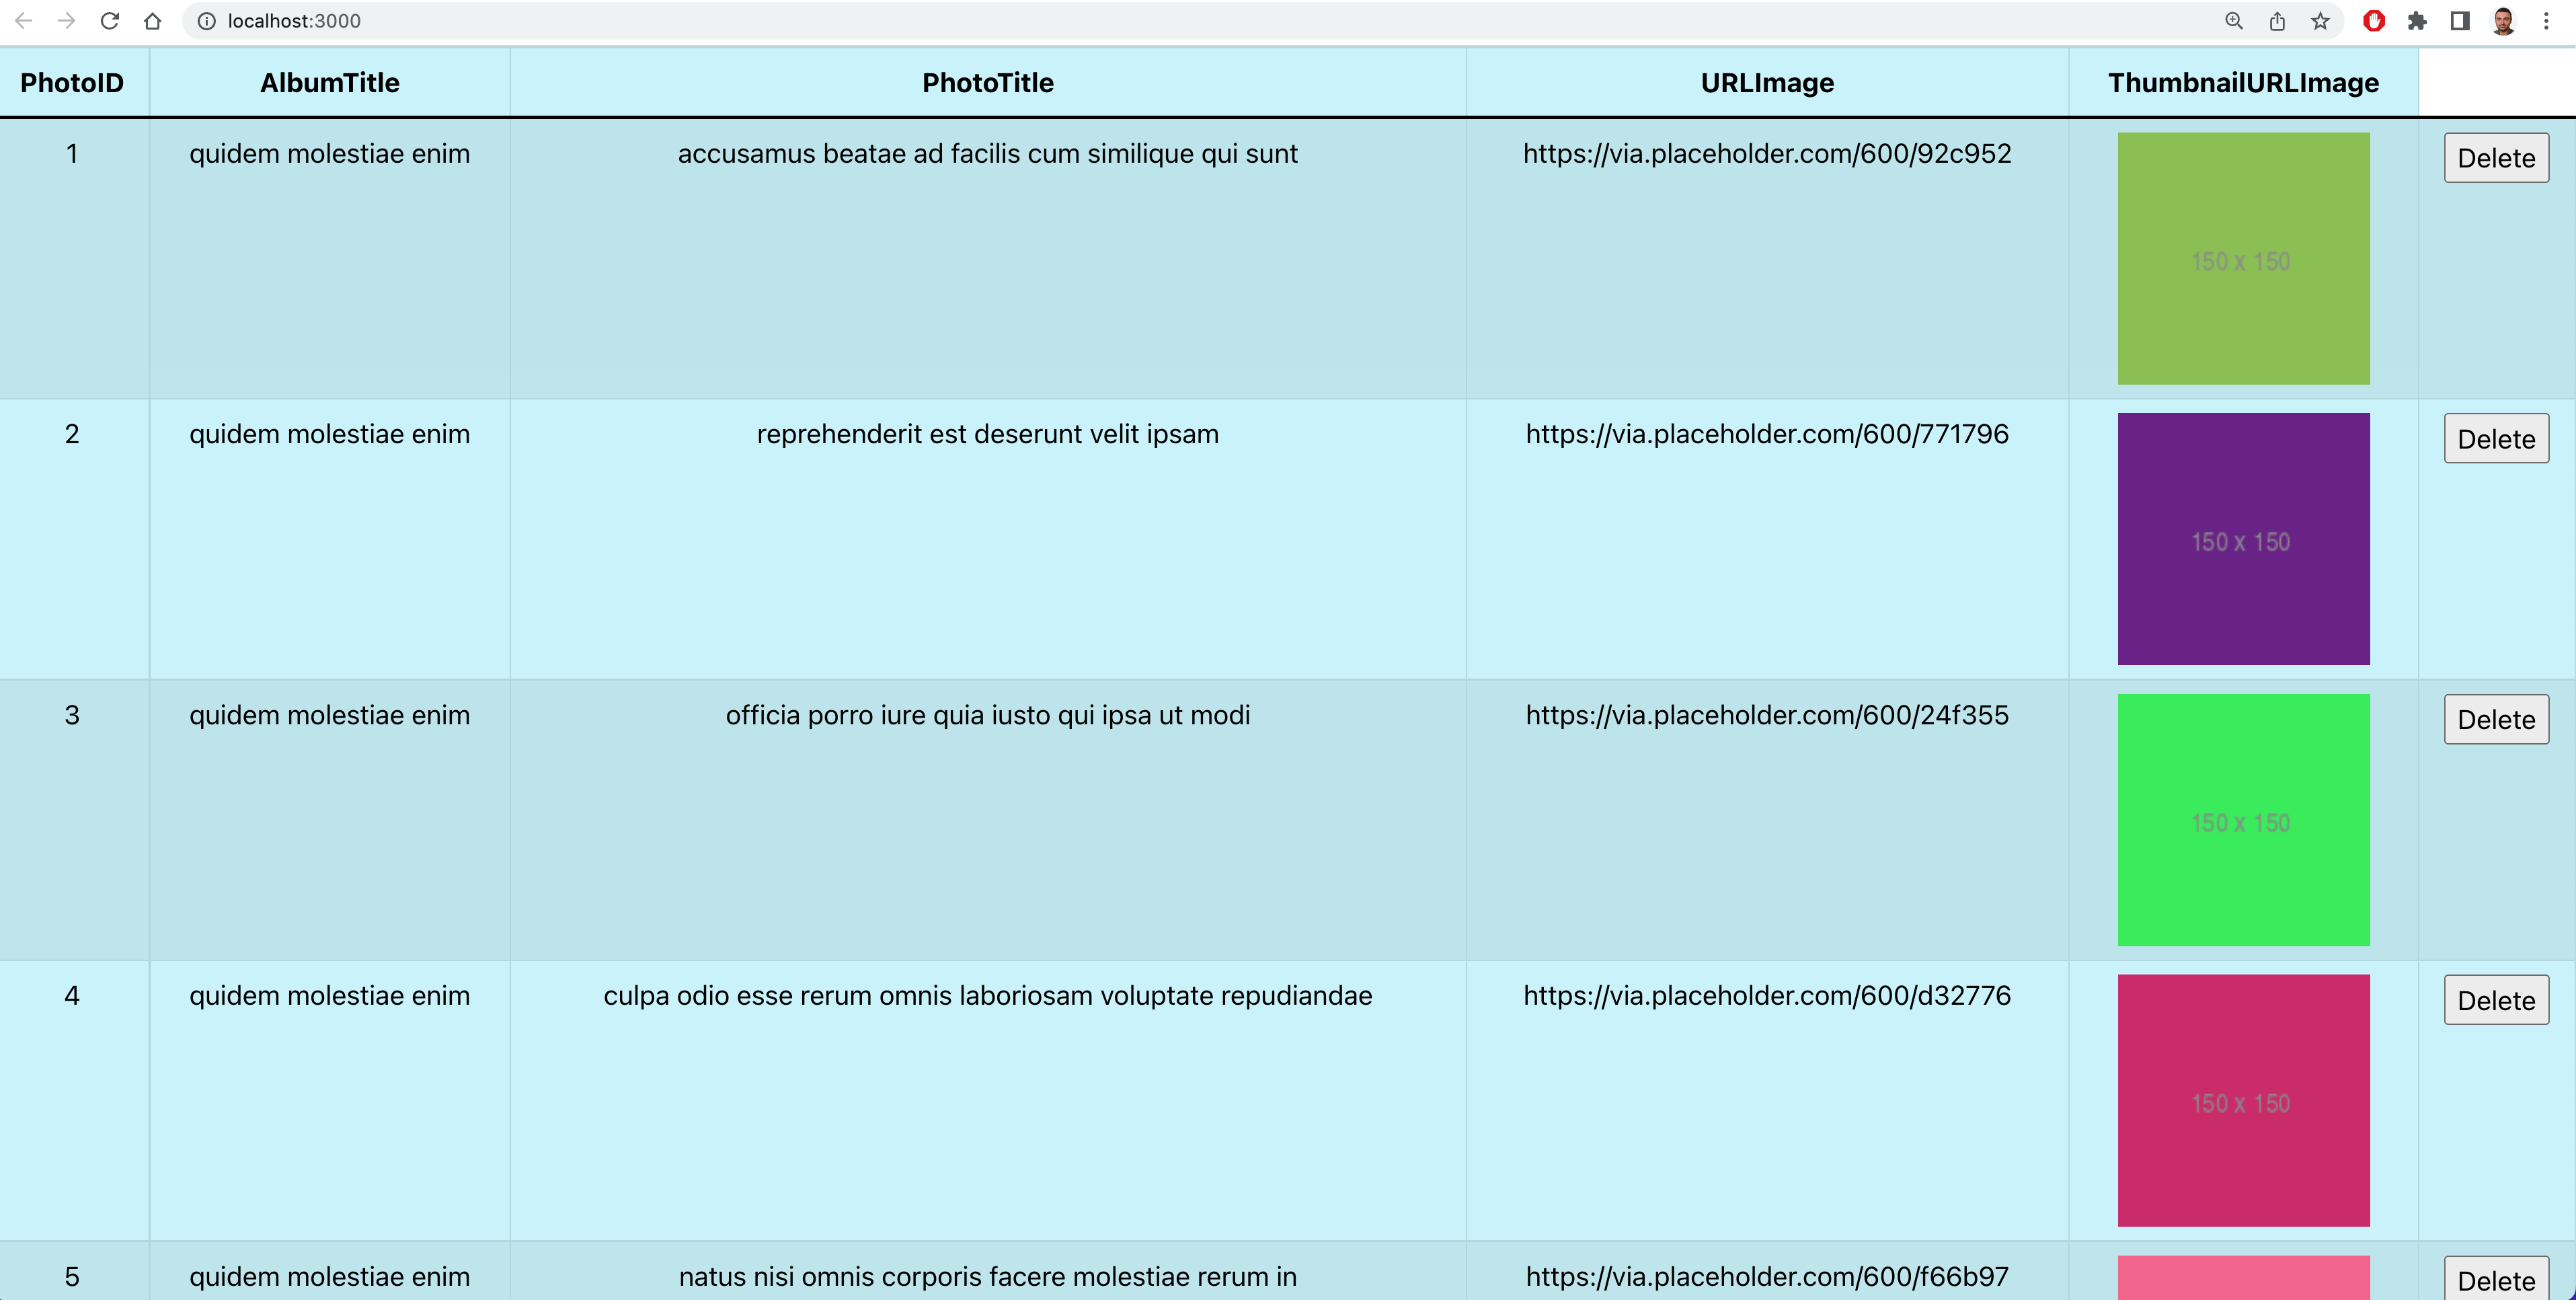 localhost:3000
PhotoID AlbumTitle PhotoTitle URLImage ThumbnailURLImage
1 quidem molestiae enim accusamus beatae ad facilis cum similique qui sunt https://via.placeholder.com/600/92c952 Delete
150 x 150
2 quidem molestiae enim reprehenderit est deserunt velit ipsam https://via.placeholder.com/600/771796 Delete
150 x 150
3 quidem molestiae enim officia porro iure quia iusto qui ipsa ut modi https://via.placeholder.com/600/24f355 Delete
150 x 150
4 quidem molestiae enim culpa odio esse rerum omnis laboriosam voluptate repudiandae https://via.placeholder.com/600/d32776 Delete
150 x 150
5 quidem molestiae enim natus nisi omnis corporis facere molestiae rerum in https://via.placeholder.com/600/f66b97 Delete